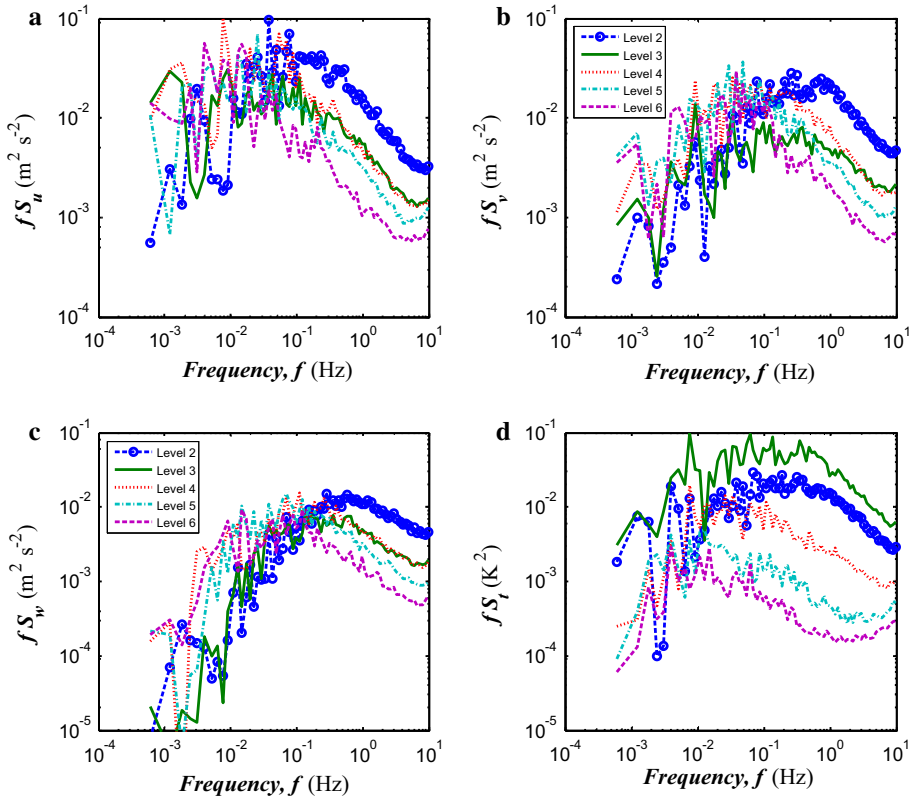 a
10^-1
10^-2
10^-3
10^-4
f S_u (m^2 s^-2)
10^-4 10^-3 10^-2 10^-1 10^0 10^1
Frequency, f (Hz)
b
10^-1
10^-2
10^-3
10^-4
f S_v (m^2 s^-2)
Level 2
Level 3
Level 4
Level 5
Level 6
10^-4 10^-3 10^-2 10^-1 10^0 10^1
Frequency, f (Hz)
c
10^-1
10^-2
10^-3
10^-4
10^-5
f S_w (m^2 s^-2)
Level 2
Level 3
Level 4
Level 5
Level 6
10^-4 10^-3 10^-2 10^-1 10^0 10^1
Frequency, f (Hz)
d
10^-1
10^-2
10^-3
10^-4
10^-5
f S_t (K^2)
10^-4 10^-3 10^-2 10^-1 10^0 10^1
Frequency, f (Hz)